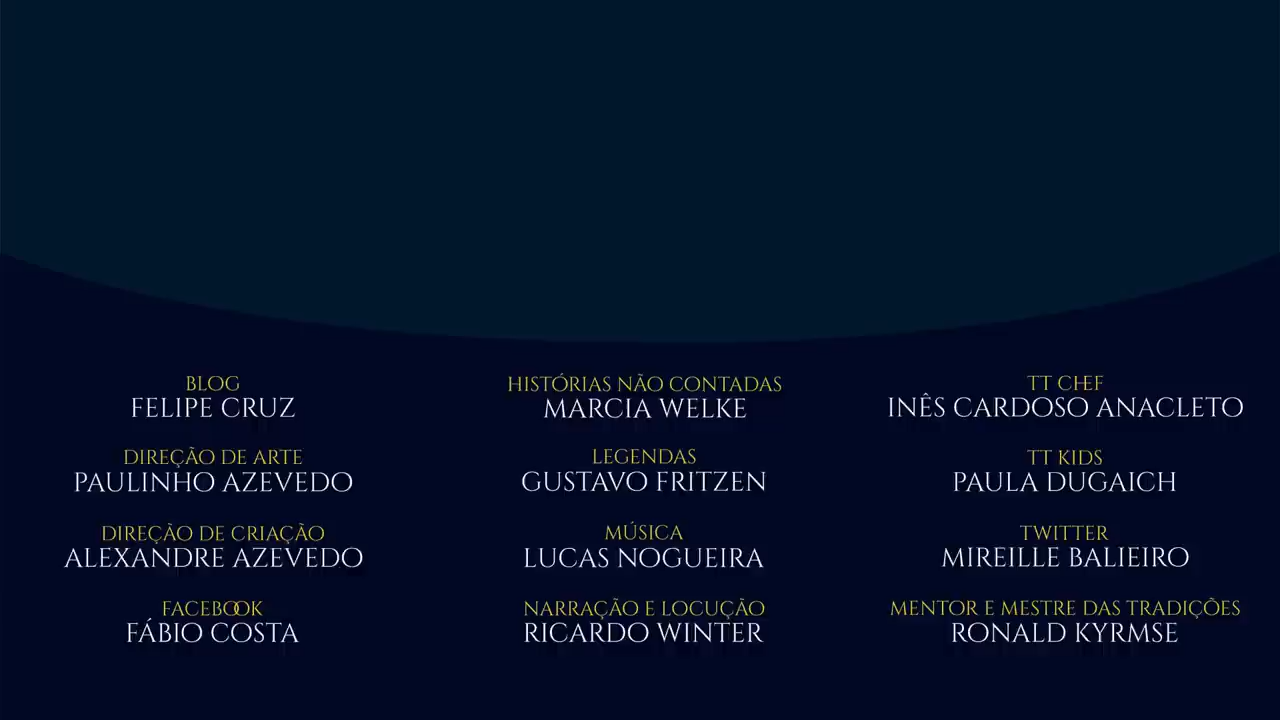 BLOG
FELIPE CRUZ
DIREÇÃO DE ARTE
PAULINHO AZEVEDO
DIREÇÃO DE CRIAÇÃO
ALEXANDRE AZEVEDO
FACEBOOK
FÁBIO COSTA
HISTÓRIAS NÃO CONTADAS
MARCIA WELKE
LEGENDAS
GUSTAVO FRITZEN
MÚSICA
LUCAS NOGUEIRA
NARRAÇÃO E LOCUÇÃO
RICARDO WINTER
TT CHEF
INÊS CARDOSO ANACLETO
TT KIDS
PAULA DUGAICH
TWITTER
MIREILLE BALIEIRO
MENTOR E MESTRE DAS TRADIÇÕES
RONALD KYRMSE